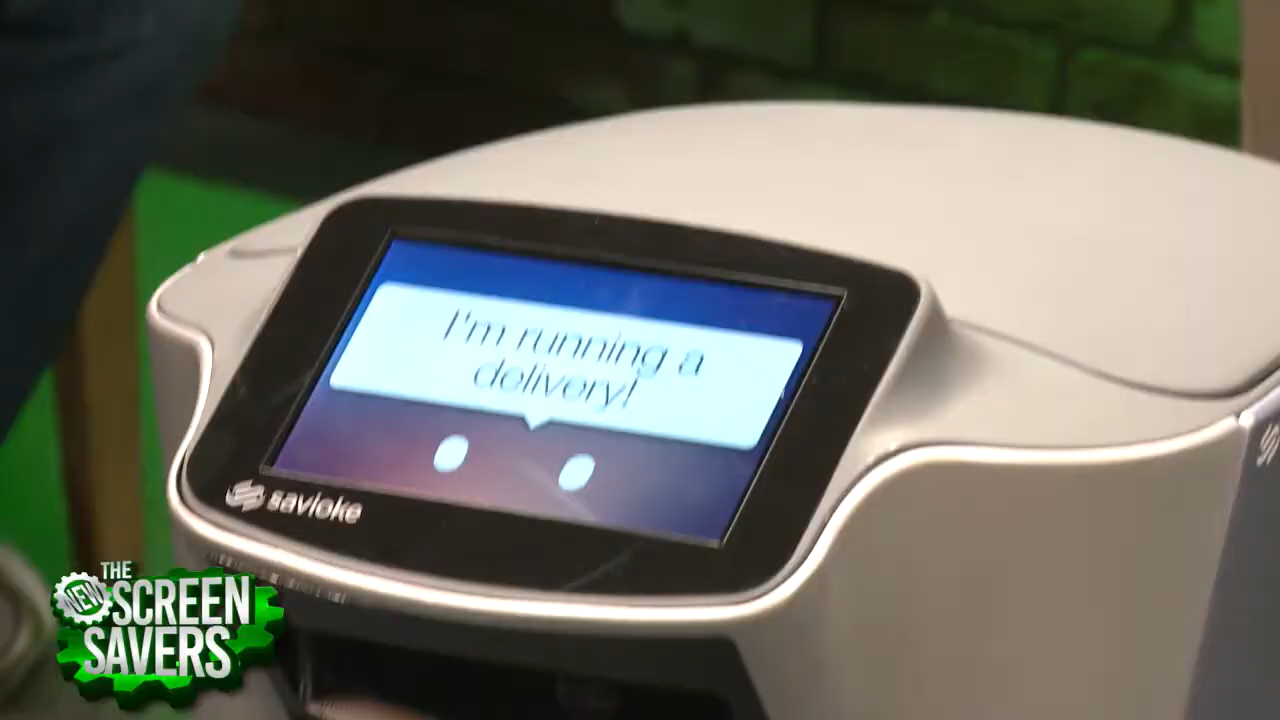 I'm running a
delivery!
savioke
THE
NEW
SCREEN
SAVERS